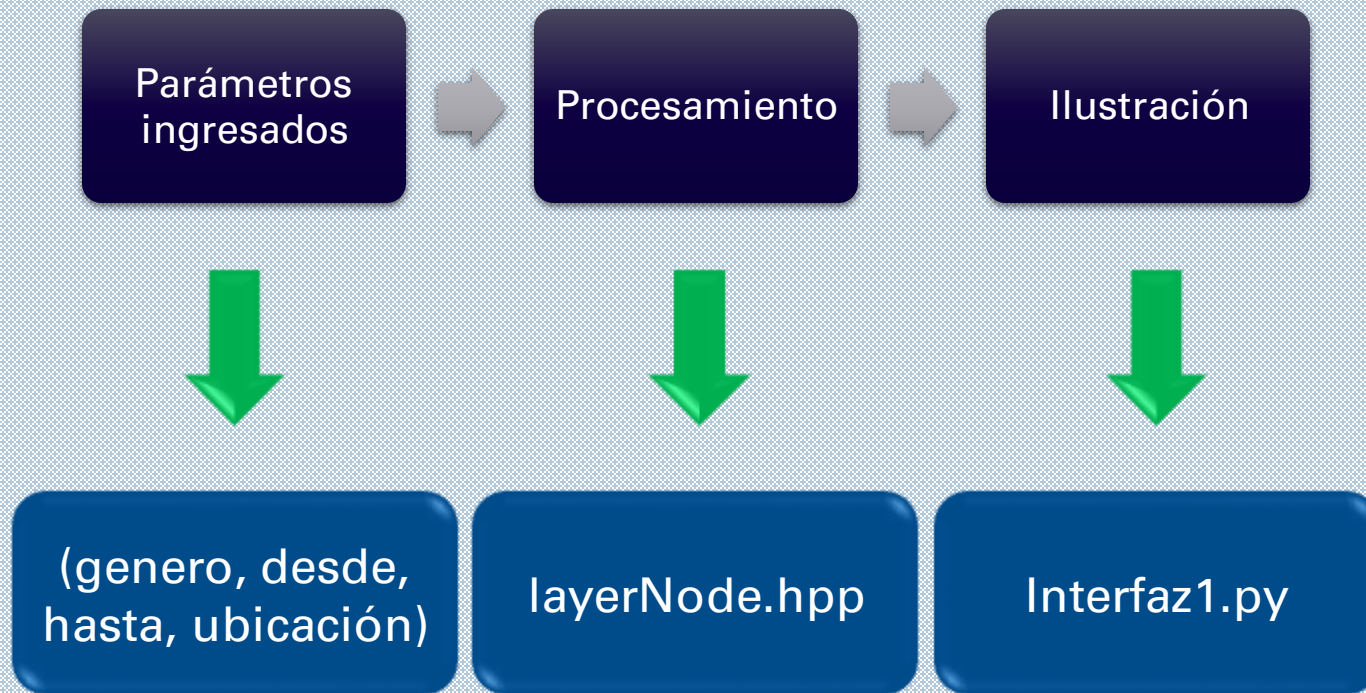 Parámetros
ingresados
Procesamiento
Ilustración
(genero, desde,
hasta, ubicación)
layerNode.hpp
Interfaz1.py